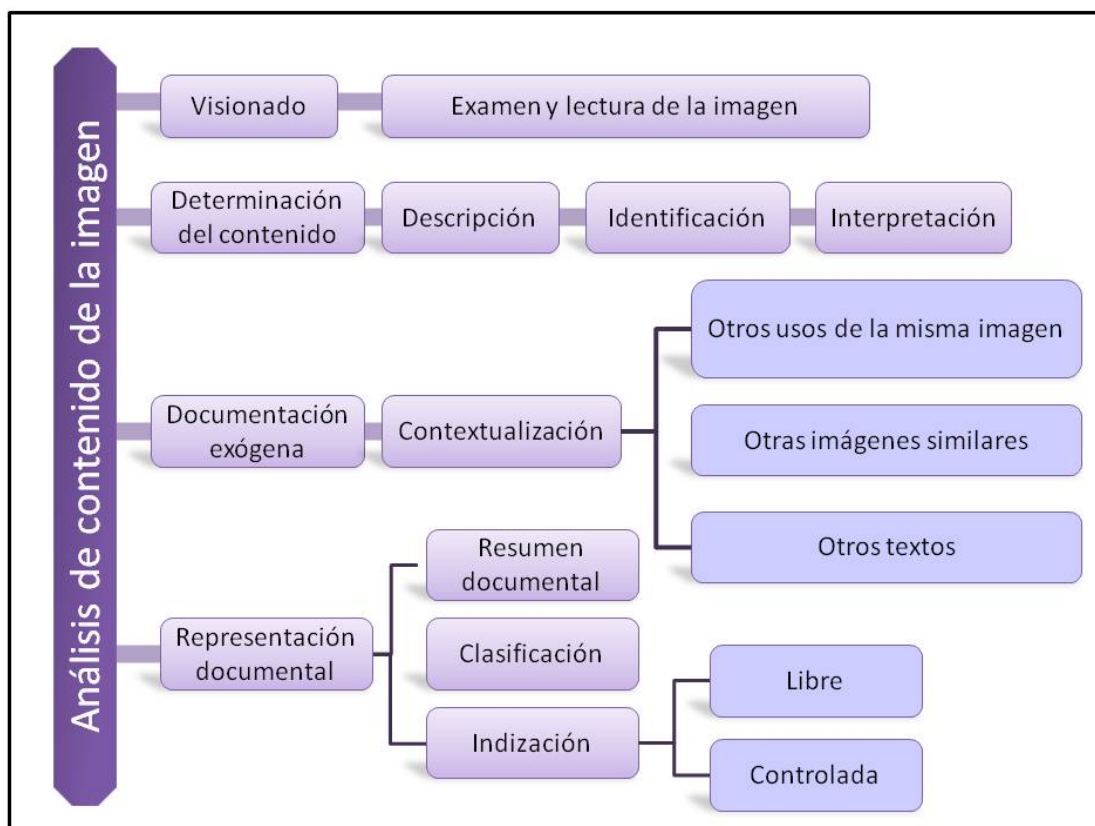 Análisis de contenido de la imagen
Visionado
Examen y lectura de la imagen
Determinación
del contenido
Descripción
Identificación
Interpretación
Documentación
exógena
Contextualización
Otros usos de la misma imagen
Otras imágenes similares
Otros textos
Representación
documental
Resumen
documental
Clasificación
Indización
Libre
Controlada